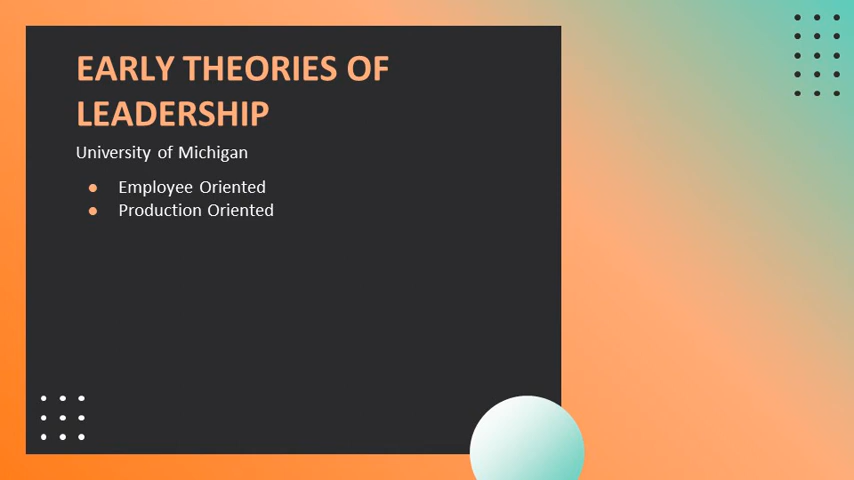 EARLY THEORIES OF
LEADERSHIP
University of Michigan
● Employee Oriented
● Production Oriented